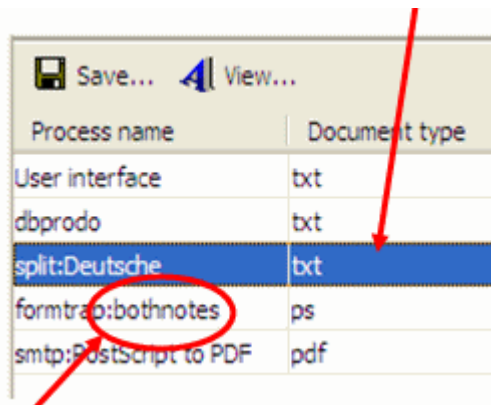 Save... View...
Process name Document type
User interface txt
dbprodo txt
split:Deutsche txt
formtrap:bothnotes ps
smtp:PostScript to PDF pdf